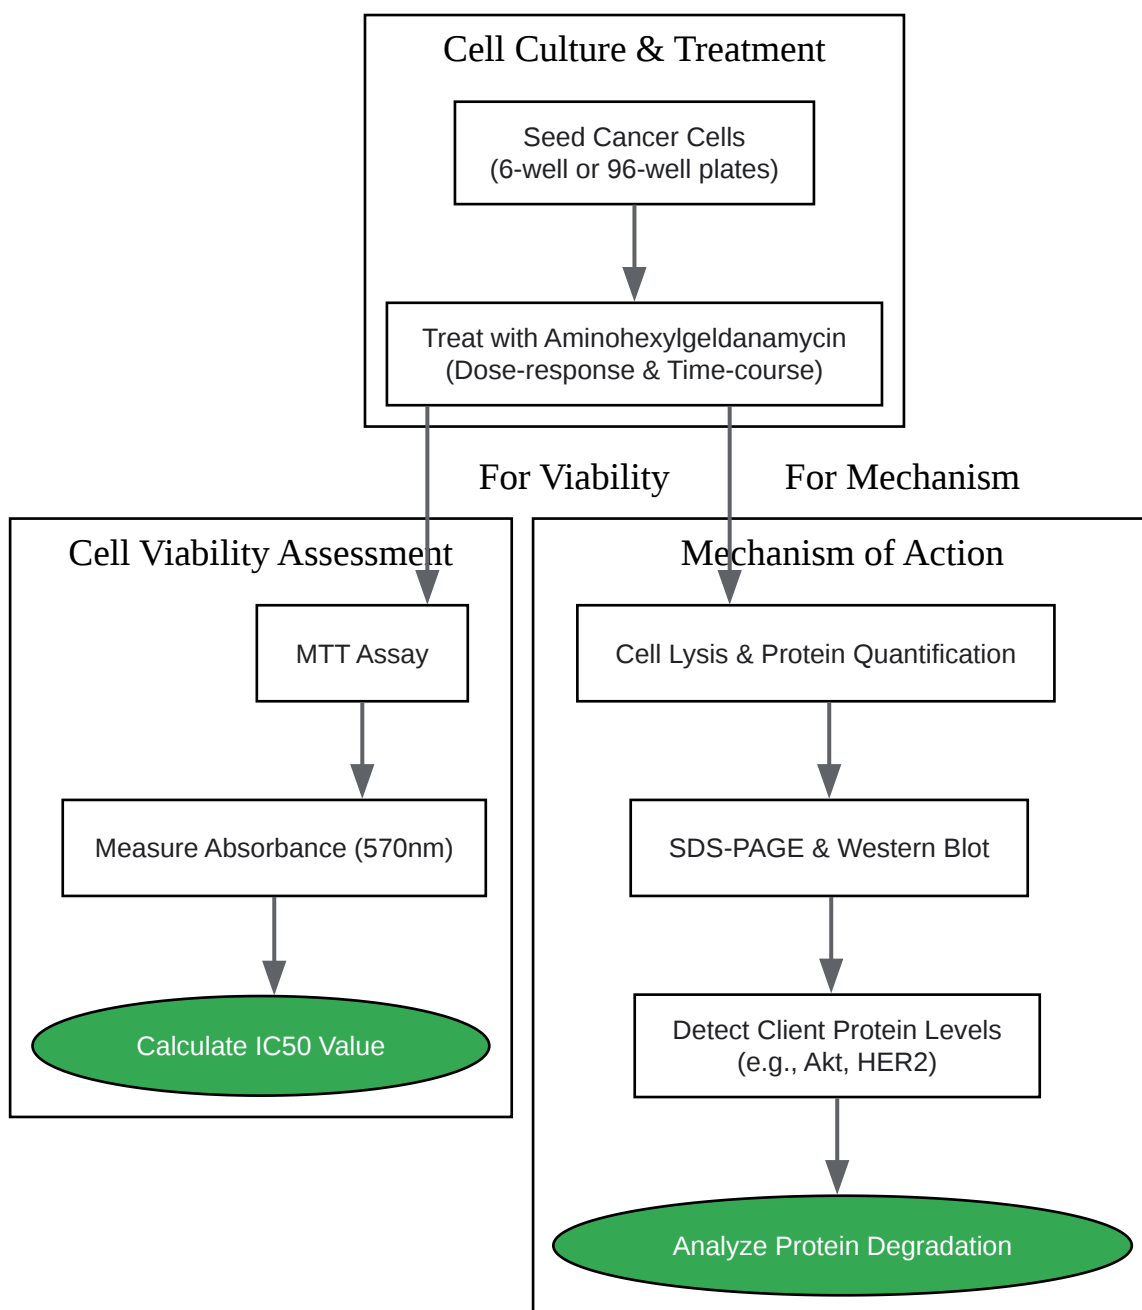 Cell Culture & Treatment
Seed Cancer Cells
(6-well or 96-well plates)
Treat with Aminohexylgeldanamycin
(Dose-response & Time-course)
For Viability
For Mechanism
Cell Viability Assessment
MTT Assay
Measure Absorbance (570nm)
Calculate IC50 Value
Mechanism of Action
Cell Lysis & Protein Quantification
SDS-PAGE & Western Blot
Detect Client Protein Levels
(e.g., Akt, HER2)
Analyze Protein Degradation